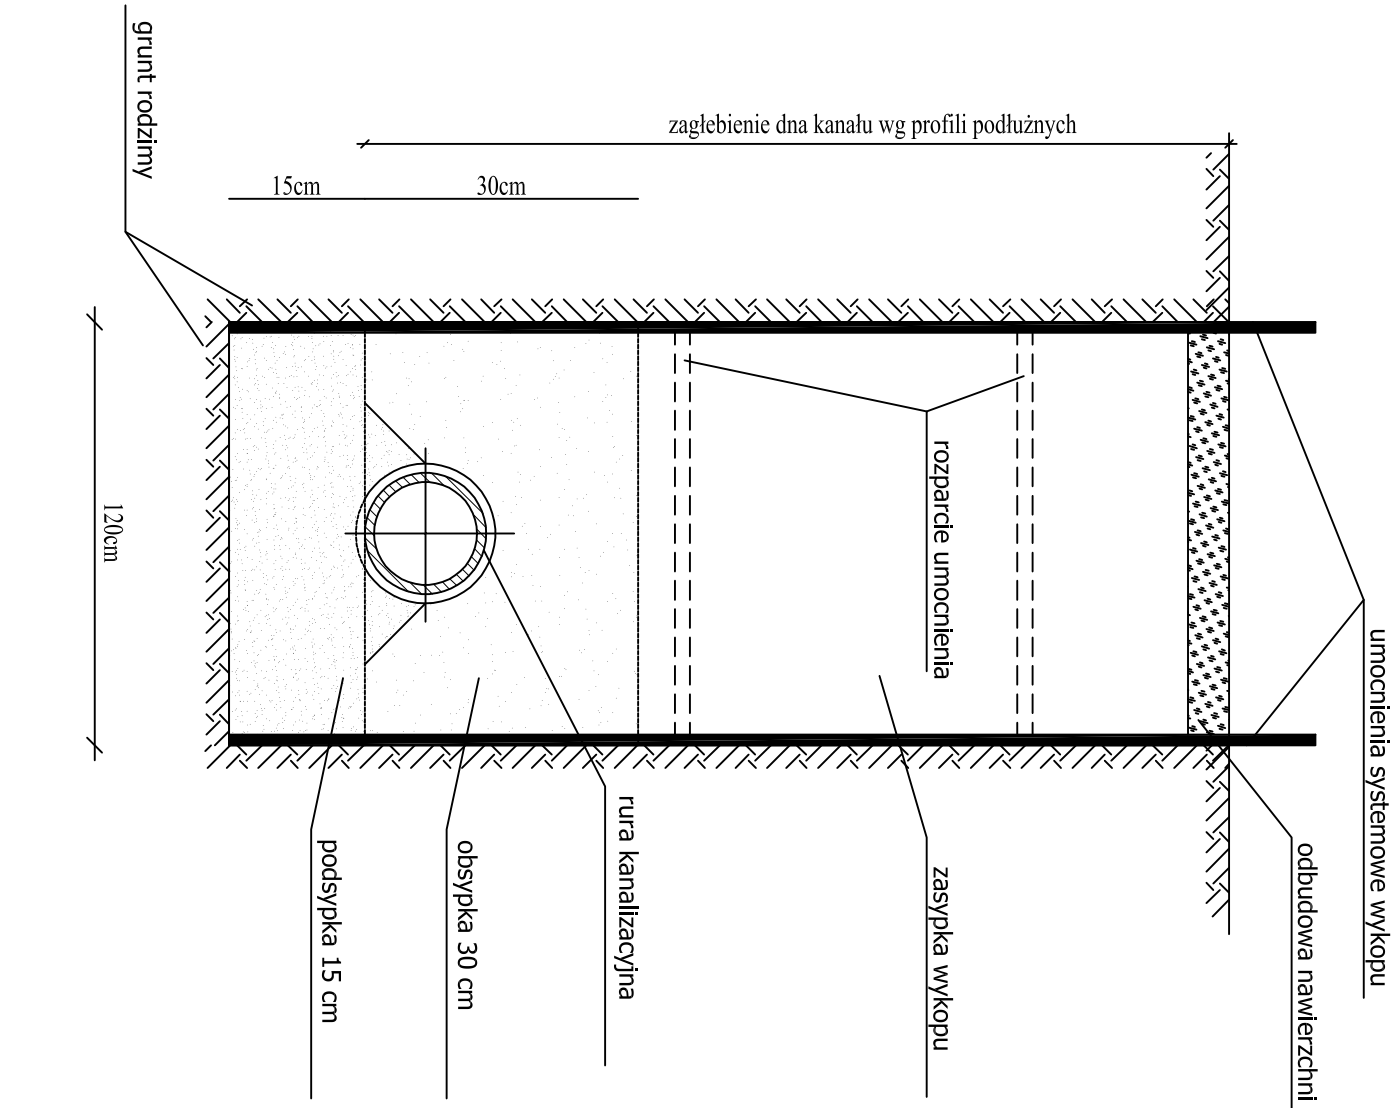 grunt rodzimy
zagłebienie dna kanału wg profili podłużnych
15cm
30cm
120cm
rozparcie umocnienia
umocnienia systemowe wykopu
odbudowa nawierzchni
zasypka wykopu
rura kanalizacyjna
obsypka 30 cm
podsypka 15 cm